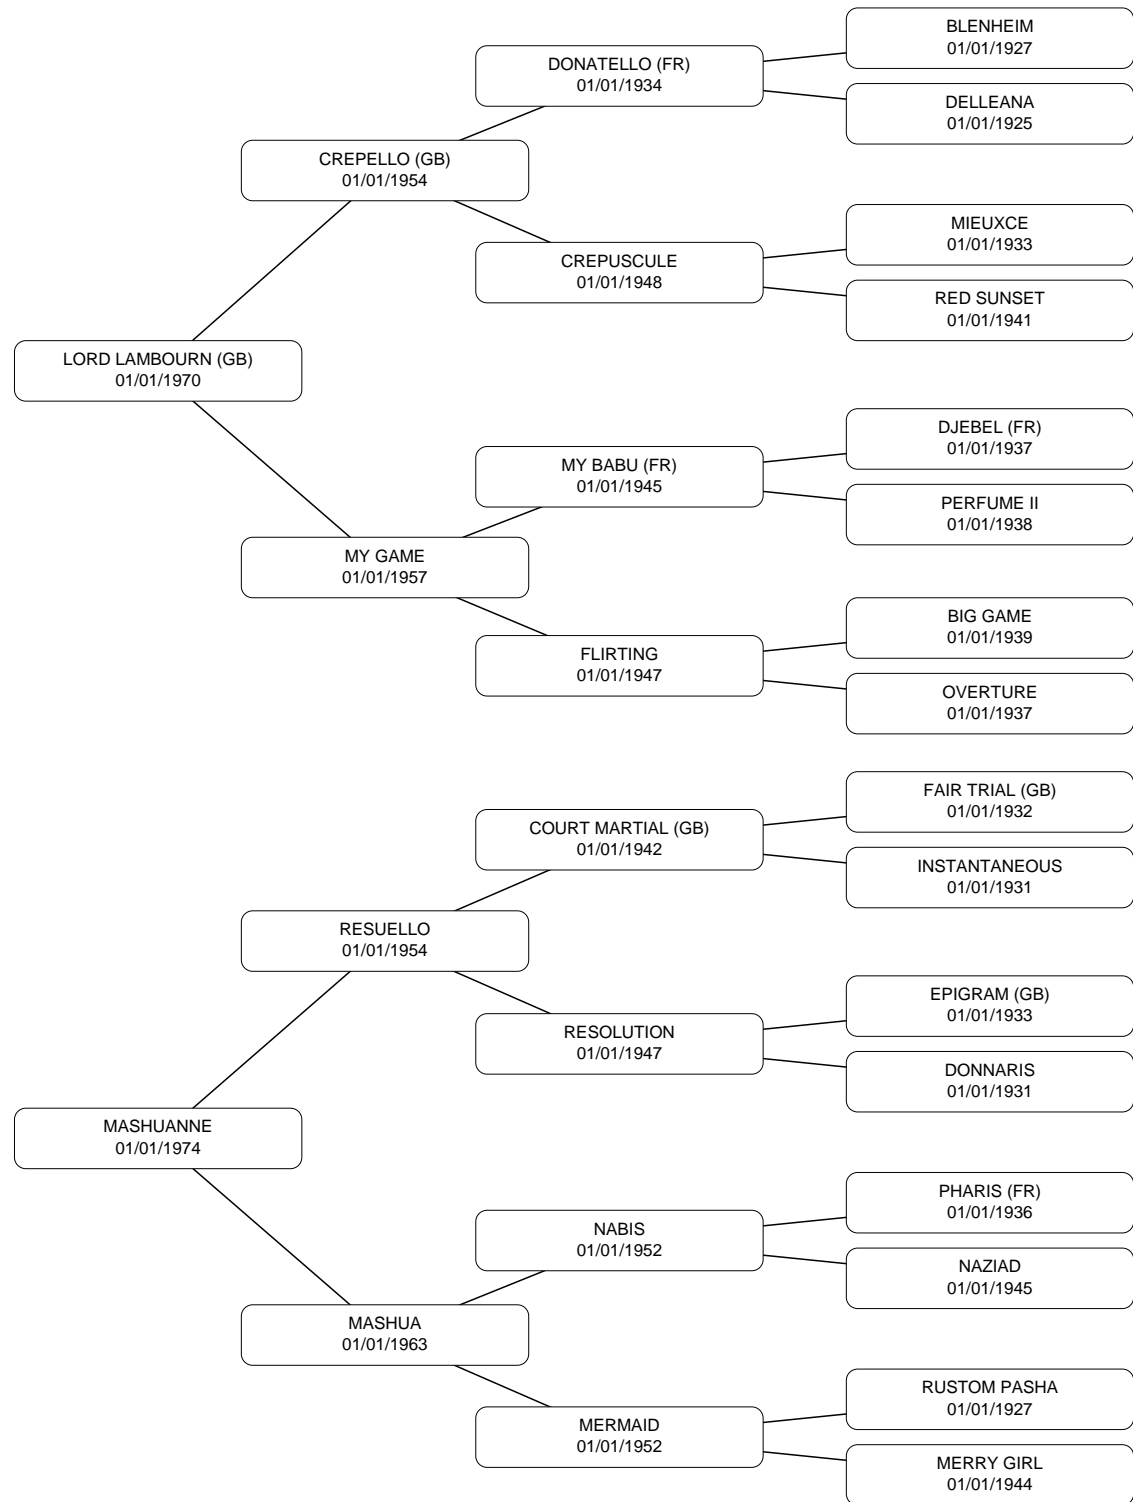 BLENHEIM
01/01/1927
DONATELLO (FR)
01/01/1934
DELLEANA
01/01/1925
CREPELLO (GB)
01/01/1954
MIEUXCE
01/01/1933
CREPUSCULE
01/01/1948
RED SUNSET
01/01/1941
LORD LAMBOURN (GB)
01/01/1970
DJEBEL (FR)
01/01/1937
MY BABU (FR)
01/01/1945
PERFUME II
01/01/1938
MY GAME
01/01/1957
BIG GAME
01/01/1939
FLIRTING
01/01/1947
OVERTURE
01/01/1937
FAIR TRIAL (GB)
01/01/1932
COURT MARTIAL (GB)
01/01/1942
INSTANTANEOUS
01/01/1931
RESUELLO
01/01/1954
EPIGRAM (GB)
01/01/1933
RESOLUTION
01/01/1947
DONNARIS
01/01/1931
MASHUANNE
01/01/1974
PHARIS (FR)
01/01/1936
NABIS
01/01/1952
NAZIAD
01/01/1945
MASHUA
01/01/1963
RUSTOM PASHA
01/01/1927
MERMAID
01/01/1952
MERRY GIRL
01/01/1944